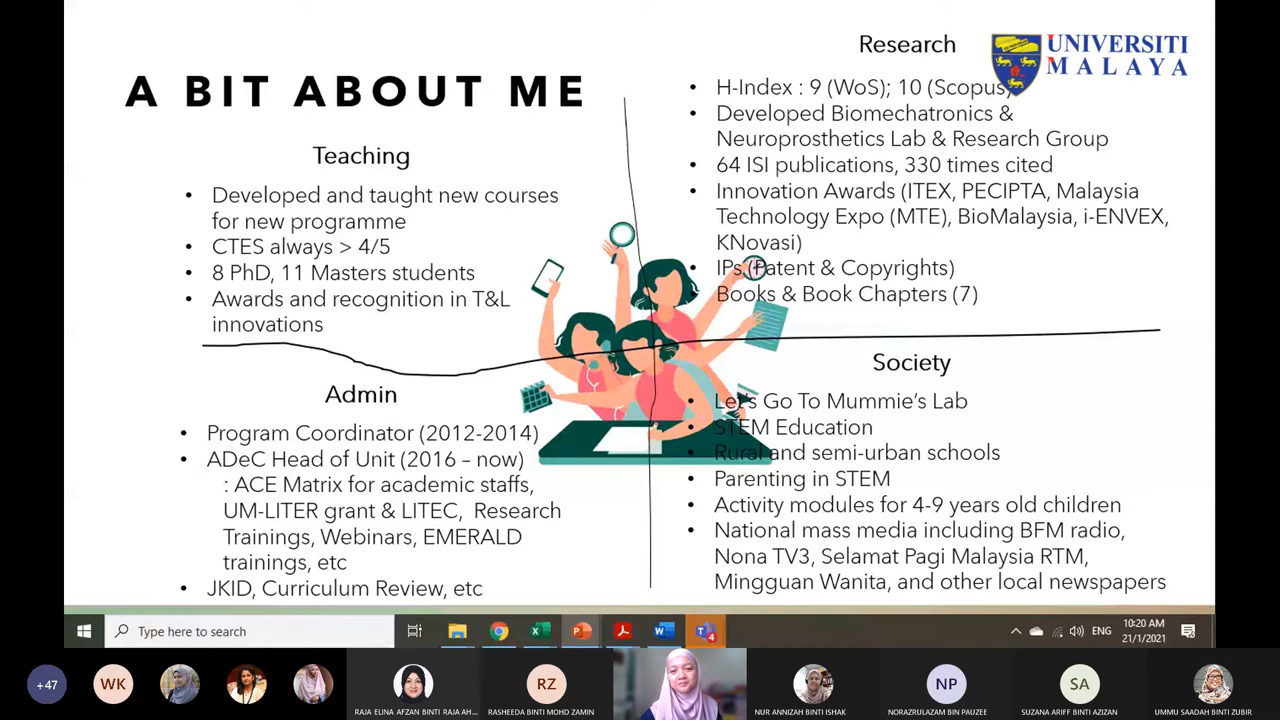 A BIT ABOUT ME
Teaching
• Developed and taught new courses
for new programme
• CTES always > 4/5
• 8 PhD, 11 Masters students
• Awards and recognition in T&L
innovations
Research
UNIVERSITI
MALAYA
• H-Index : 9 (WoS); 10 (Scopus)
• Developed Biomechatronics &
Neuroprosthetics Lab & Research Group
• 64 ISI publications, 330 times cited
• Innovation Awards (ITEX, PECIPTA, Malaysia
Technology Expo (MTE), BioMalaysia, i-ENVEX,
KNovasi)
• IPs (Patent & Copyrights)
• Books & Book Chapters (7)
Admin
• Program Coordinator (2012-2014)
• ADeC Head of Unit (2016 – now)
: ACE Matrix for academic staffs,
UM-LITER grant & LITEC, Research
Trainings, Webinars, EMERALD
trainings, etc
• JKID, Curriculum Review, etc
Society
• Let's Go To Mummie's Lab
• STEM Education
• Rural and semi-urban schools
• Parenting in STEM
• Activity modules for 4-9 years old children
• National mass media including BFM radio,
Nona TV3, Selamat Pagi Malaysia RTM,
Mingguan Wanita, and other local newspapers
Type here to search
4
ENG
10:20 AM
21/1/2021
+47
WK
RAJA ELINA AFZAN BINTI RAJA AH...
RZ
RASHEEDA BINTI MOHD ZAMIN
NUR ANNIZAH BINTI ISHAK
NP
NORAZRULAZAM BIN PAUZEE
SA
SUZANA ARIFF BINTI AZIZAN
UMMU SAADAH BINTI ZUBIR